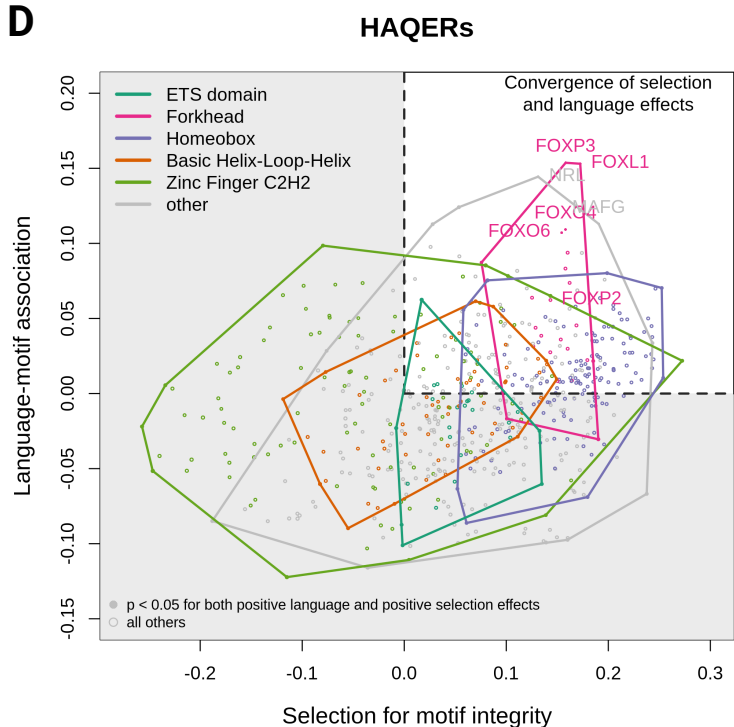 D
HAQERs
Convergence of selection
and language effects
ETS domain
Forkhead
Homeobox
Basic Helix-Loop-Helix
Zinc Finger C2H2
other
FOXP3
FOXL1
NRL
FOXO4
MAFG
FOXO6
FOXP2
0.20
0.15
0.10
0.05
0.00
-0.05
-0.10
-0.15
Language-motif association
p < 0.05 for both positive language and positive selection effects
all others
-0.2
-0.1
0.0
0.1
0.2
0.3
Selection for motif integrity